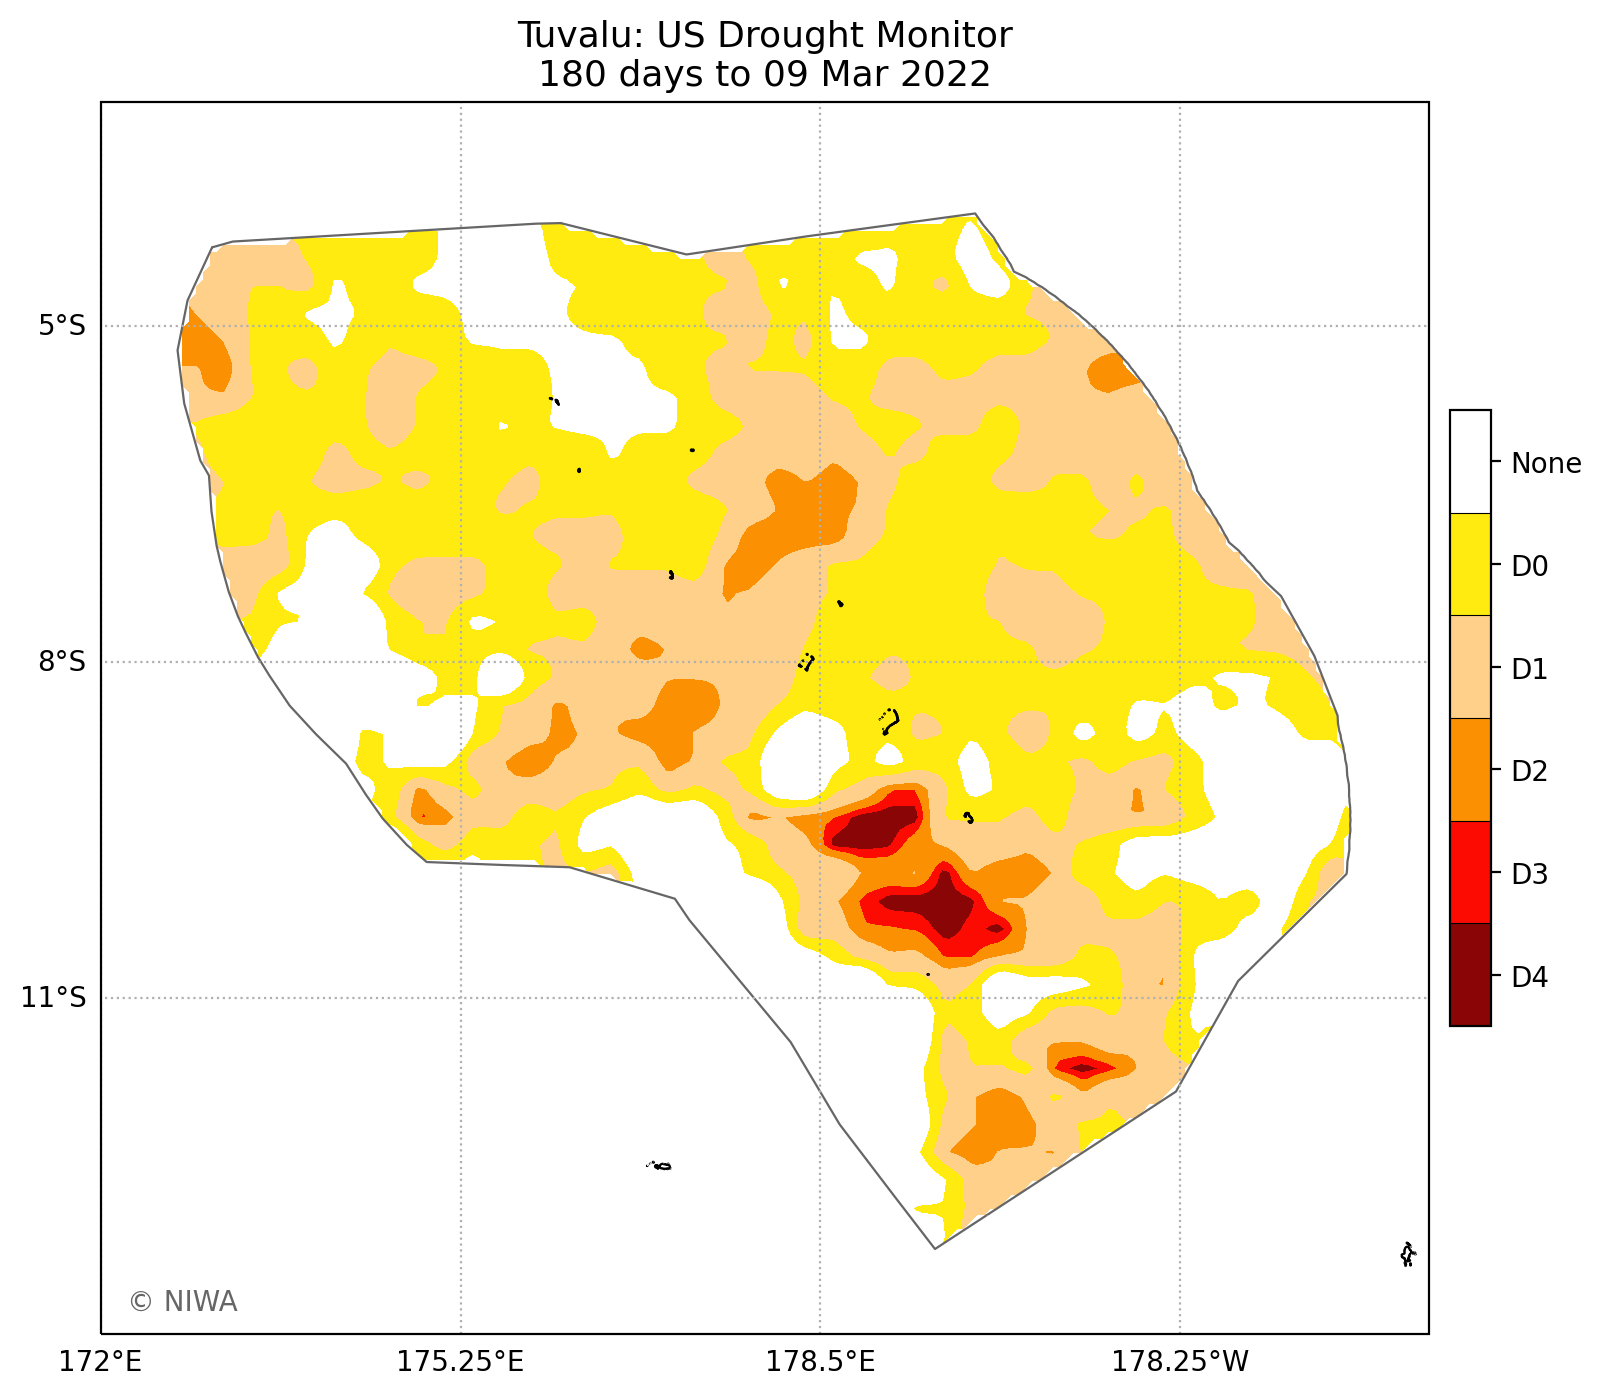 Tuvalu: US Drought Monitor
180 days to 09 Mar 2022
5°S
8°S
11°S
172°E
175.25°E
178.5°E
178.25°W
None
D0
D1
D2
D3
D4
© NIWA